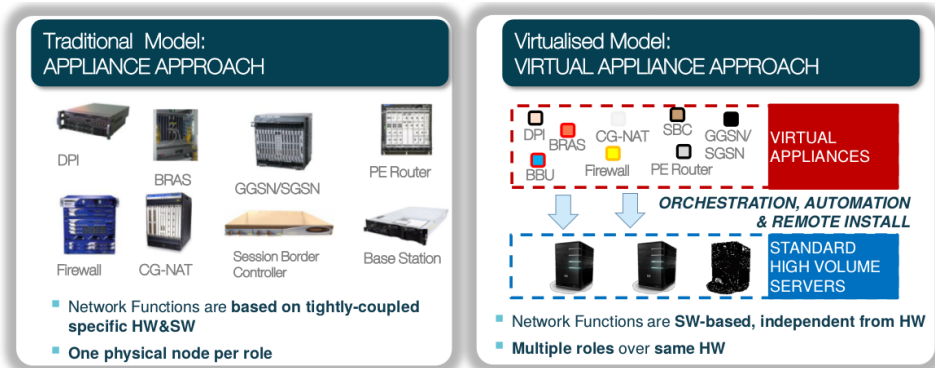 Traditional Model:
APPLIANCE APPROACH
DPI
BRAS
GGSN/SGSN
PE Router
Firewall
CG-NAT
Session Border
Controller
Base Station
Network Functions are based on tightly-coupled
specific HW&SW
One physical node per role
Virtualised Model:
VIRTUAL APPLIANCE APPROACH
DPI
BRAS
CG-NAT
SBC
GGSN/
SGSN
BBU
Firewall
PE Router
VIRTUAL
APPLIANCES
ORCHESTRATION, AUTOMATION
& REMOTE INSTALL
STANDARD
HIGH VOLUME
SERVERS
Network Functions are SW-based, independent from HW
Multiple roles over same HW